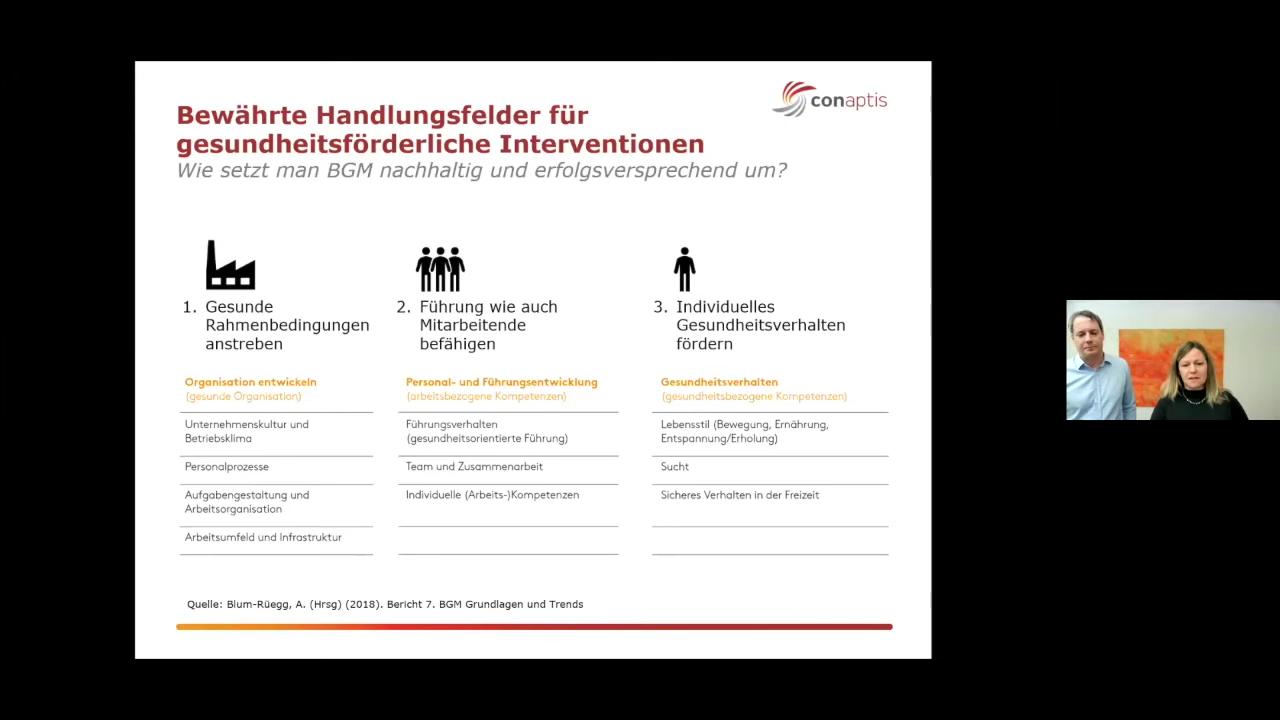 conaptis
Bewährte Handlungsfelder für
gesundheitsförderliche Interventionen
Wie setzt man BGM nachhaltig und erfolgsversprechend um?
1. Gesunde
Rahmenbedingungen
anstreben
Organisation entwickeln
(gesunde Organisation)
Unternehmenskultur und
Betriebsklima
Personalprozesse
Aufgabengestaltung und
Arbeitsorganisation
Arbeitsumfeld und Infrastruktur
2. Führung wie auch
Mitarbeitende
befähigen
Personal- und Führungsentwicklung
(arbeitsbezogene Kompetenzen)
Führungsverhalten
(gesundheitsorientierte Führung)
Team und Zusammenarbeit
Individuelle (Arbeits-)Kompetenzen
3. Individuelles
Gesundheitsverhalten
fördern
Gesundheitsverhalten
(gesundheitsbezogene Kompetenzen)
Lebensstil (Bewegung, Ernährung,
Entspannung/Erholung)
Sucht
Sicheres Verhalten in der Freizeit
Quelle: Blum-Rüegg, A. (Hrsg) (2018). Bericht 7. BGM Grundlagen und Trends